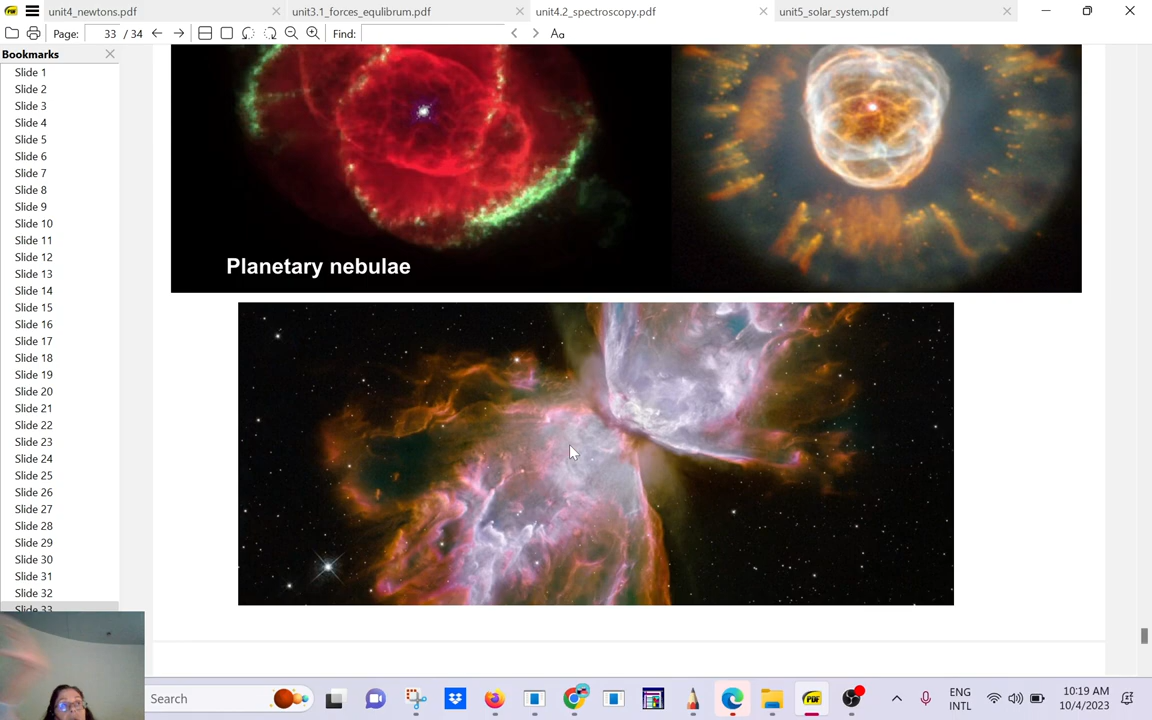 unit4_newtons.pdf
unit3.1_forces_equlibrum.pdf
unit4.2_spectroscopy.pdf
unit5_solar_system.pdf
Page: 33 / 34
Find:
Aa
Bookmarks
Slide 1
Slide 2
Slide 3
Slide 4
Slide 5
Slide 6
Slide 7
Slide 8
Slide 9
Slide 10
Slide 11
Slide 12
Slide 13
Slide 14
Slide 15
Slide 16
Slide 17
Slide 18
Slide 19
Slide 20
Slide 21
Slide 22
Slide 23
Slide 24
Slide 25
Slide 26
Slide 27
Slide 28
Slide 29
Slide 30
Slide 31
Slide 32
Slide 33
Planetary nebulae
Search
PDF
ENG
INTL
10:19 AM
10/4/2023